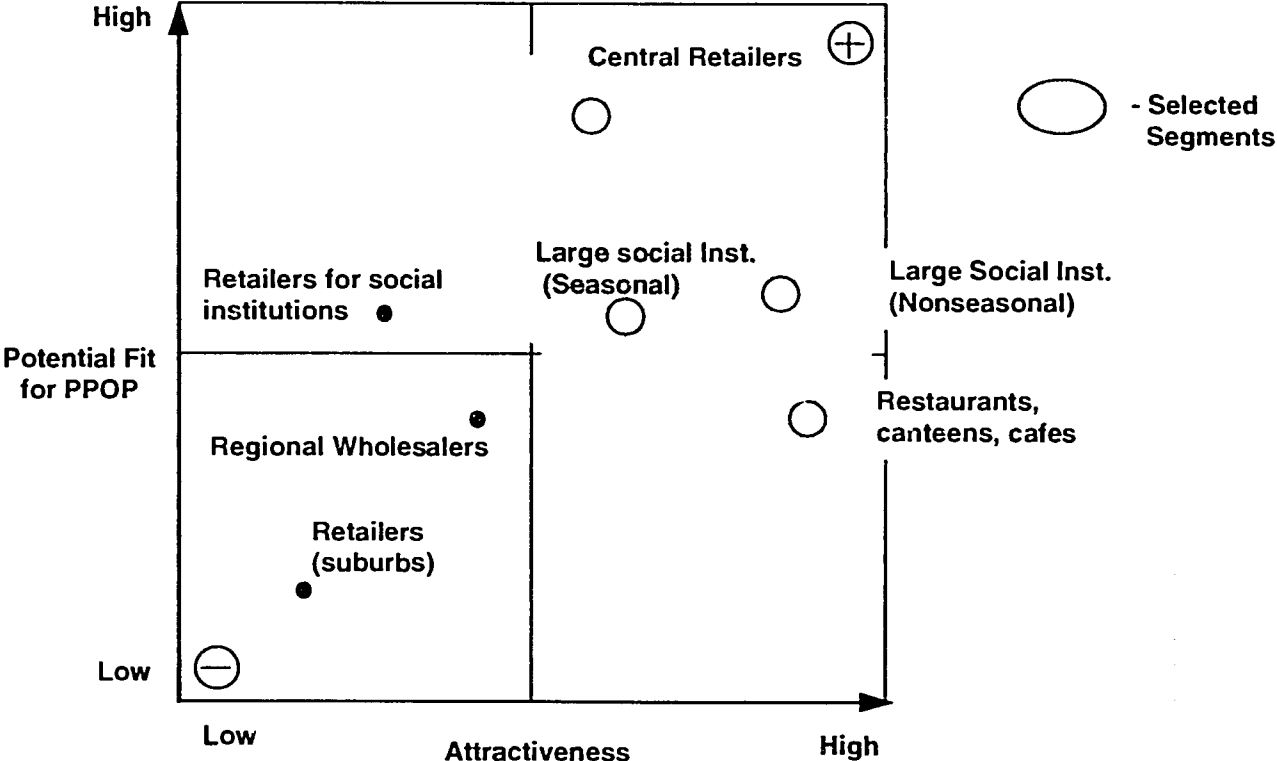 High
Central Retailers
- Selected
Segments
Large social Inst.
(Seasonal)
Retailers for social
institutions
Large Social Inst.
(Nonseasonal)
Potential Fit
for PPOP
Restaurants,
canteens, cafes
Regional Wholesalers
Retailers
(suburbs)
Low
Low
Attractiveness
High